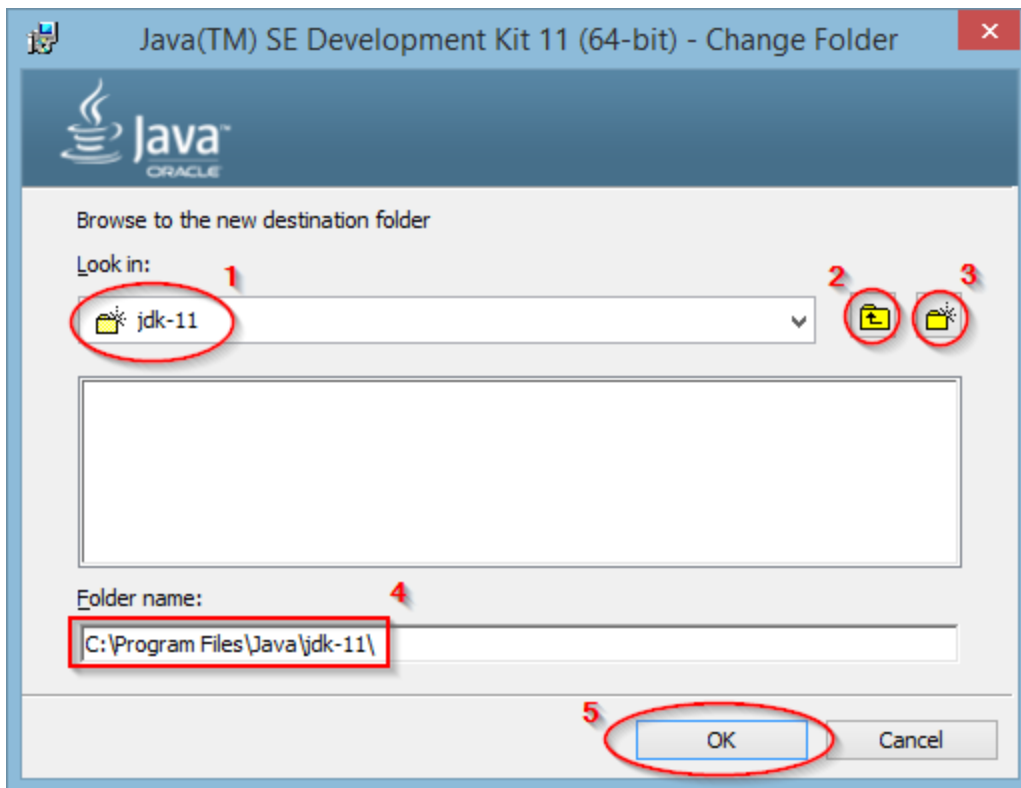 Java(TM) SE Development Kit 11 (64-bit) - Change Folder
Java™
ORACLE
Browse to the new destination folder
Look in:
1
2
3
jdk-11
Folder name:
4
C:\Program Files\Java\jdk-11\
5
OK
Cancel